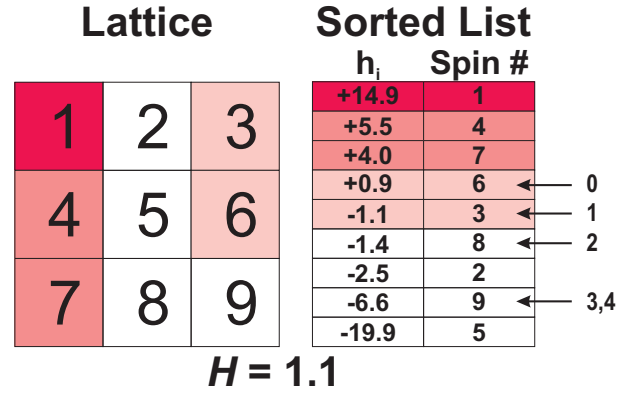 Lattice
1 2 3
4 5 6
7 8 9
Sorted List
hᵢ Spin #
+14.9 1
+5.5 4
+4.0 7
+0.9 6 0
-1.1 3 1
-1.4 8 2
-2.5 2
-6.6 9 3,4
-19.9 5
H = 1.1